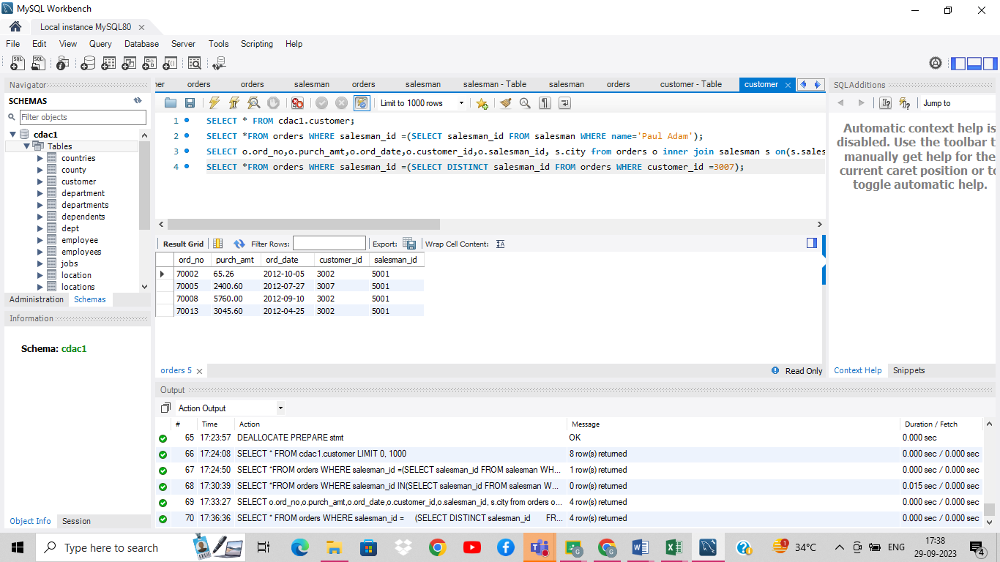 MySQL Workbench
Local instance MySQL80
File Edit View Query Database Server Tools Scripting Help
Navigator
SCHEMAS
Filter objects
cdac1
Tables
countries
county
customer
department
departments
dependents
dept
employee
employees
jobs
location
locations
Administration Schemas
Information
Schema: cdac1
Object Info Session
ner orders orders salesman orders salesman salesman - Table salesman orders customer - Table customer
Limit to 1000 rows
1 SELECT * FROM cdac1.customer;
2 SELECT *FROM orders WHERE salesman_id =(SELECT salesman_id FROM salesman WHERE name='Paul Adam');
3 SELECT o.ord_no,o.purch_amt,o.ord_date,o.customer_id,o.salesman_id, s.city from orders o inner join salesman s on(s.sales
4 SELECT *FROM orders WHERE salesman_id =(SELECT DISTINCT salesman_id FROM orders WHERE customer_id =3007);
Result Grid Filter Rows: Export: Wrap Cell Content:
ord_no purch_amt ord_date customer_id salesman_id
70002 65.26 2012-10-05 3002 5001
70005 2400.60 2012-07-27 3007 5001
70008 5760.00 2012-09-10 3002 5001
70013 3045.60 2012-04-25 3002 5001
orders 5
Read Only
SQLAdditions
Jump to
Automatic context help is
disabled. Use the toolbar t
manually get help for the
current caret position or to
toggle automatic help.
Context Help Snippets
Output
Action Output
# Time Action Message Duration / Fetch
65 17:23:57 DEALLOCATE PREPARE stmt OK 0.000 sec
66 17:24:08 SELECT * FROM cdac1.customer LIMIT 0, 1000 8 row(s) returned 0.000 sec / 0.000 sec
67 17:24:50 SELECT *FROM orders WHERE salesman_id =(SELECT salesman_id FROM salesman WH... 1 row(s) returned 0.000 sec / 0.000 sec
68 17:30:39 SELECT *FROM orders WHERE salesman_id IN(SELECT salesman_id FROM salesman W... 0 row(s) returned 0.015 sec / 0.000 sec
69 17:33:27 SELECT o.ord_no,o.purch_amt,o.ord_date,o.customer_id,o.salesman_id, s.city from orders o... 4 row(s) returned 0.000 sec / 0.000 sec
70 17:36:36 SELECT * FROM orders WHERE salesman_id = (SELECT DISTINCT salesman_id FR... 4 row(s) returned 0.000 sec / 0.000 sec
Type here to search
34°C
ENG
17:38
29-09-2023
4